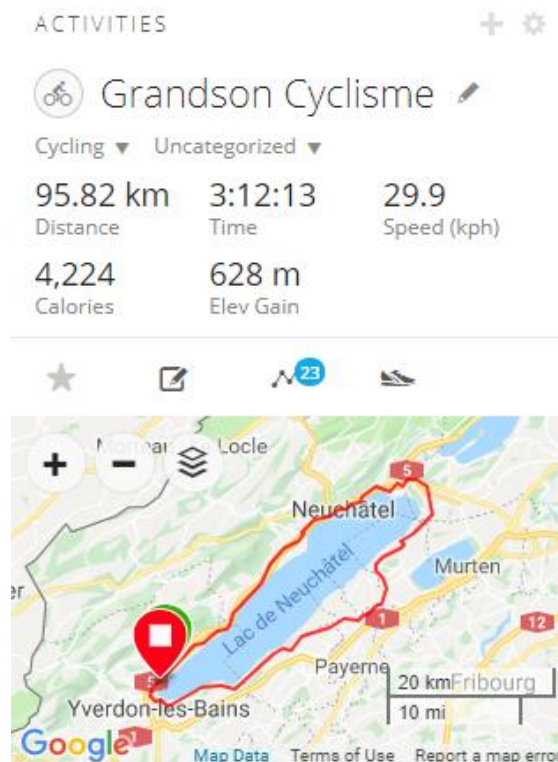 ACTIVITIES
Grandson Cyclisme
Cycling Uncategorized
95.82 km 3:12:13 29.9
Distance Time Speed (kph)
4,224 628 m
Calories Elev Gain
23
Locle
5
Neuchâtel
Lac de Neuchâtel
Murten
er
1
12
5
Payerne
20 km Fribourg
Yverdon-les-Bains
10 mi
Google
Map Data Terms of Use Report a map error